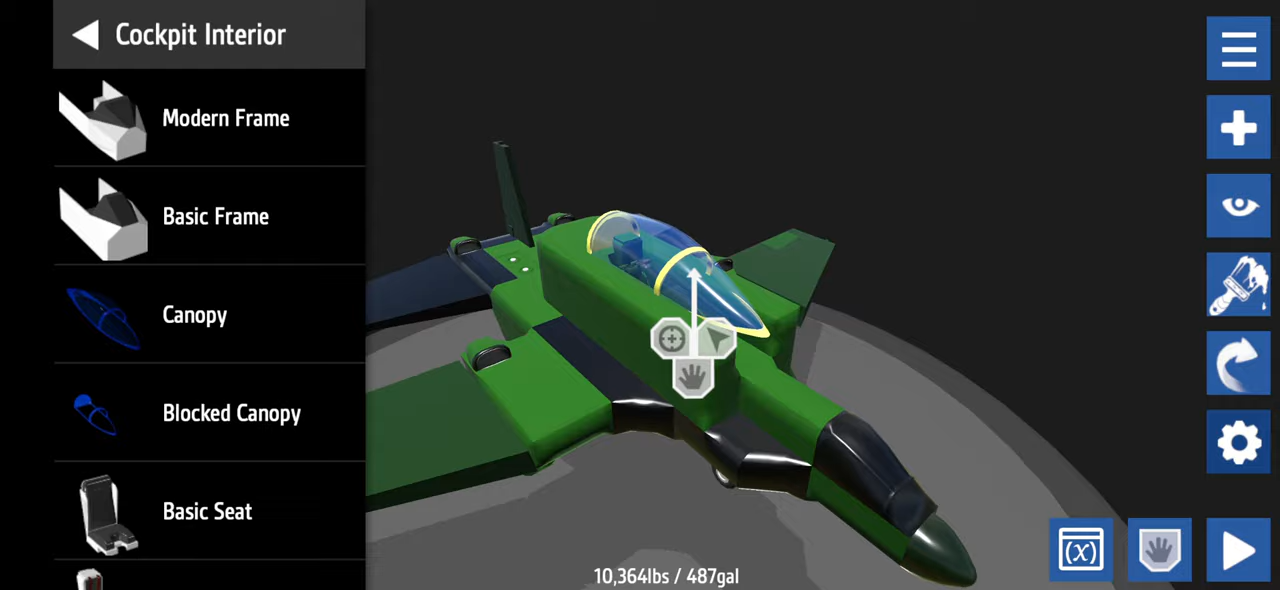 Cockpit Interior
Modern Frame
Basic Frame
Canopy
Blocked Canopy
Basic Seat
(x)
10,364lbs / 487gal